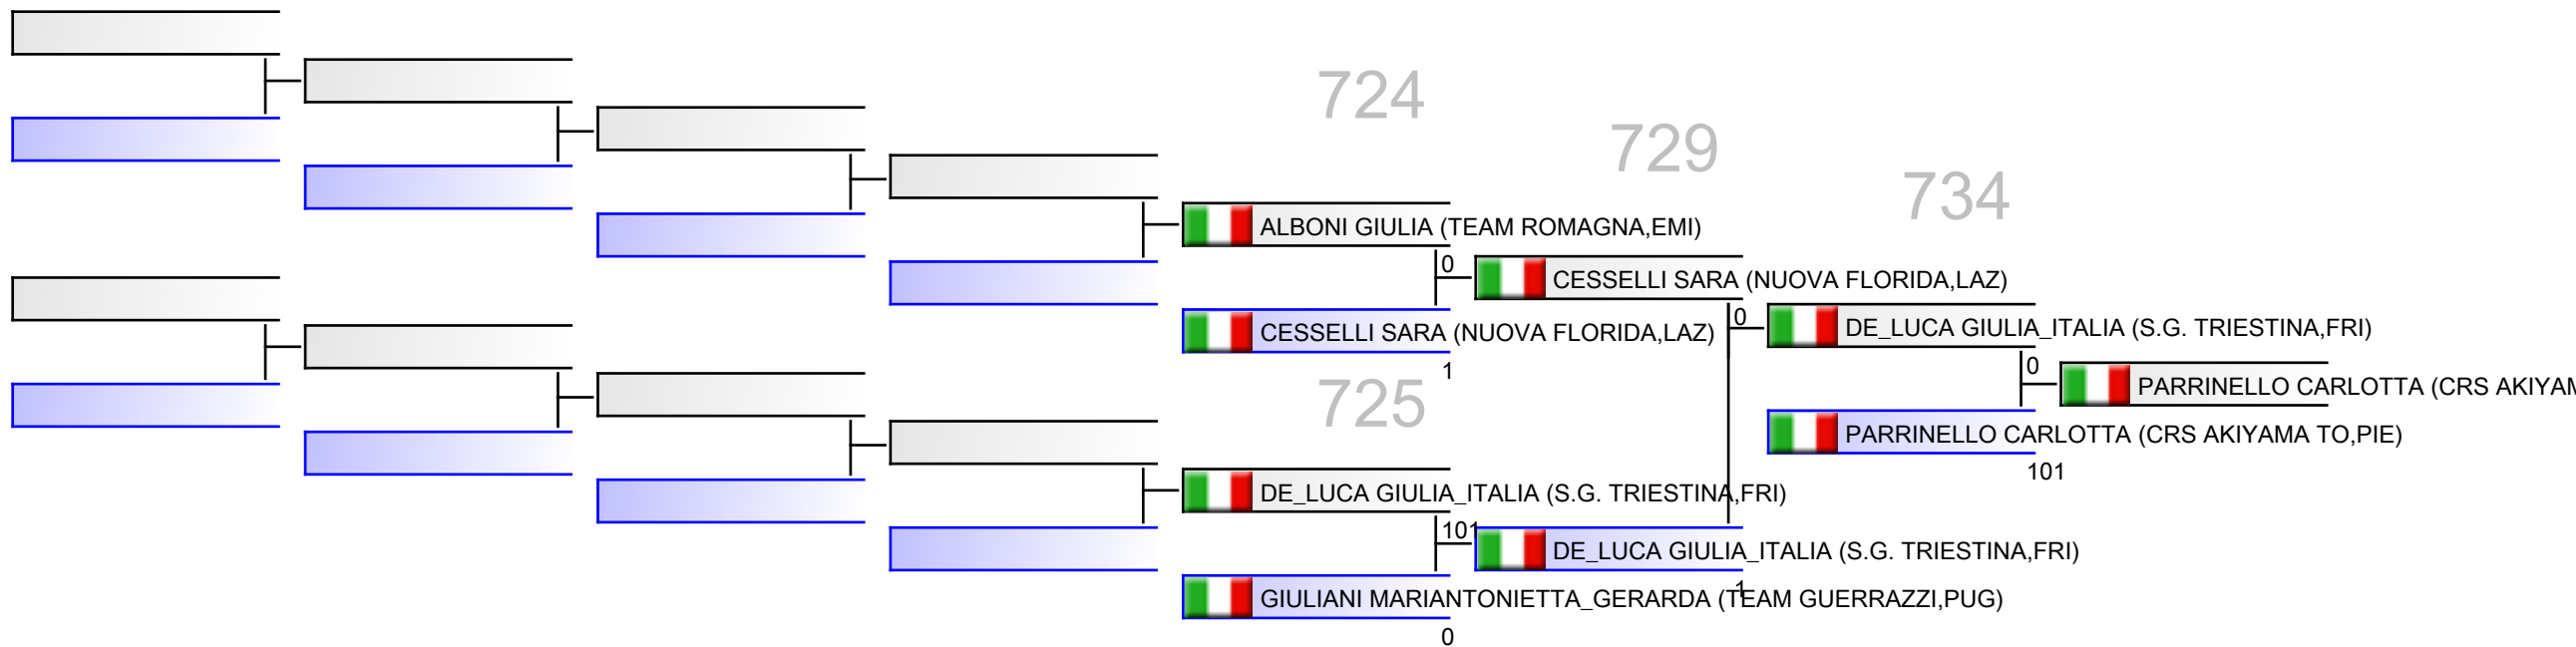 724
729
734
ALBONI GIULIA (TEAM ROMAGNA,EMI)
0
CESSELLI SARA (NUOVA FLORIDA,LAZ)
CESSELLI SARA (NUOVA FLORIDA,LAZ)
1
0
DE_LUCA GIULIA_ITALIA (S.G. TRIESTINA,FRI)
0
PARRINELLO CARLOTTA (CRS AKIYAM
PARRINELLO CARLOTTA (CRS AKIYAMA TO,PIE)
101
725
DE_LUCA GIULIA_ITALIA (S.G. TRIESTINA,FRI)
101
DE_LUCA GIULIA_ITALIA (S.G. TRIESTINA,FRI)
1
GIULIANI MARIANTONIETTA_GERARDA (TEAM GUERRAZZI,PUG)
0